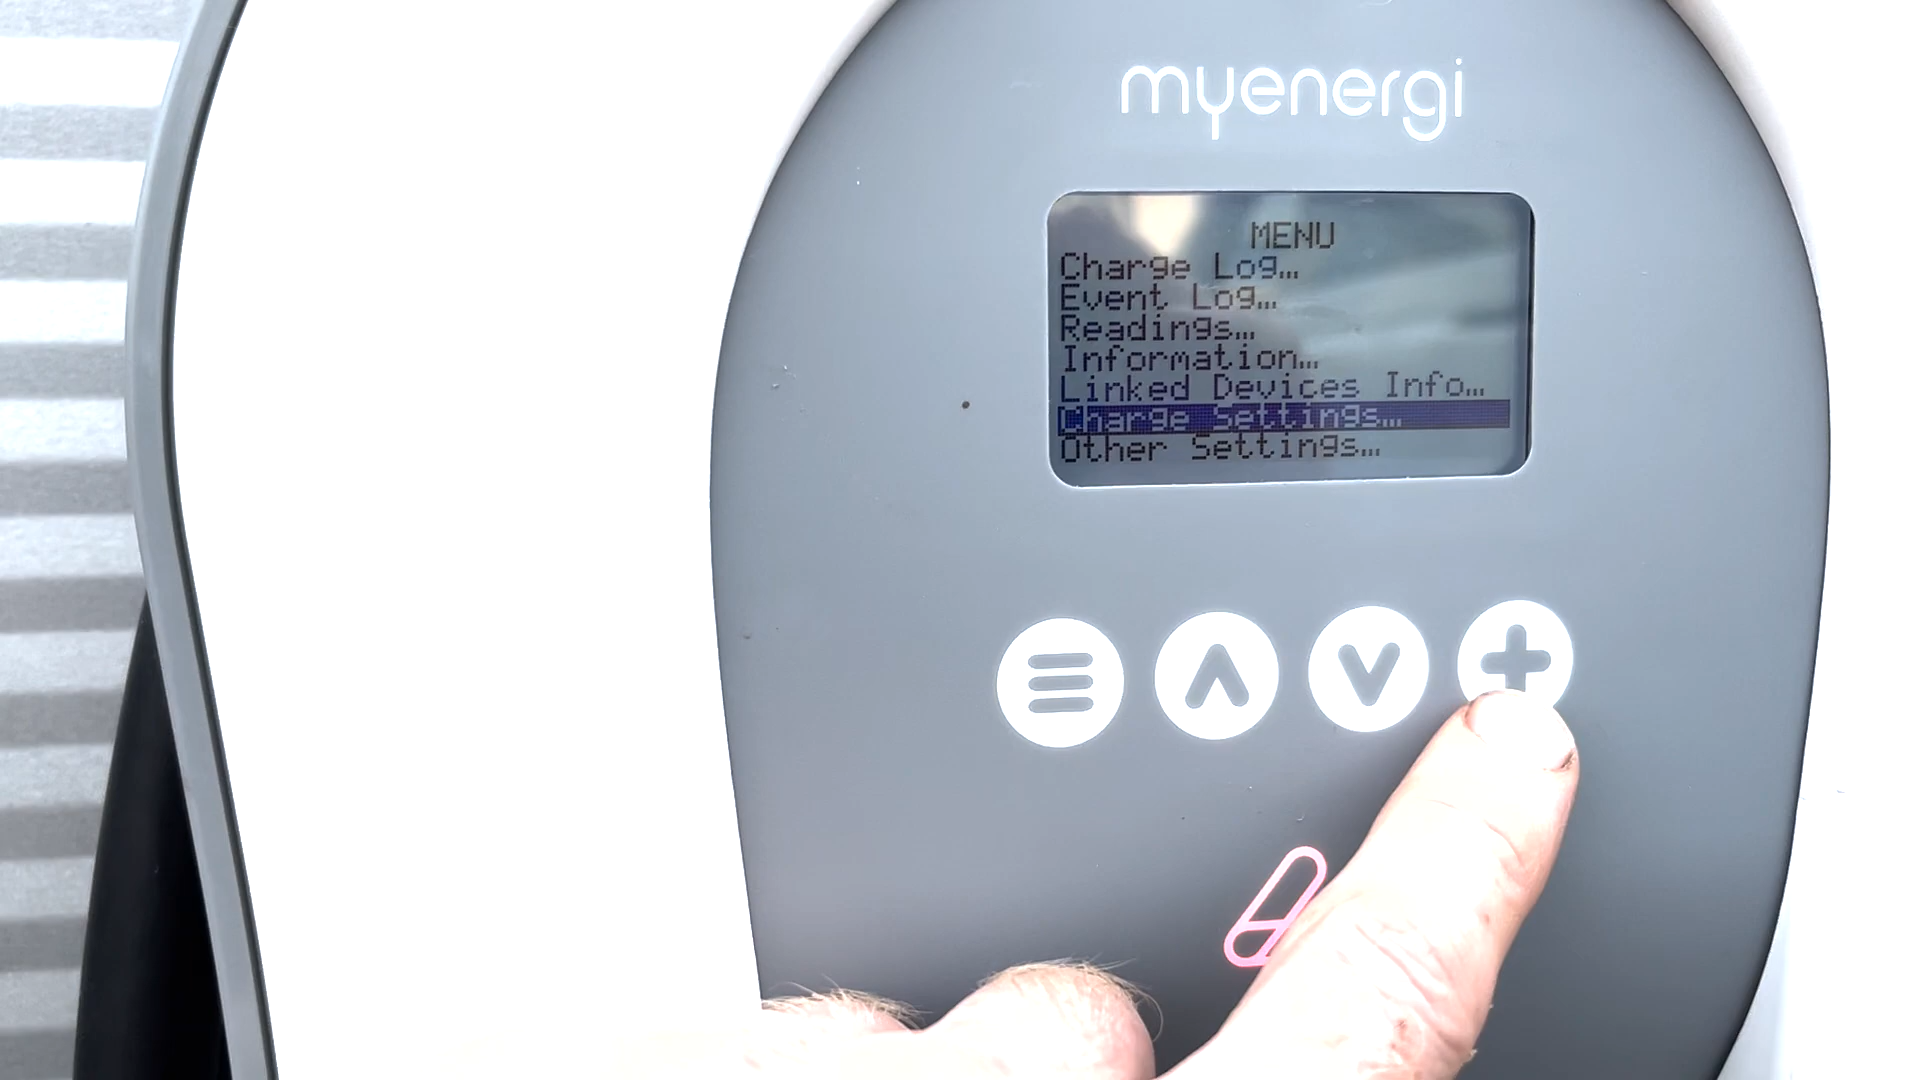 myenergi
MENU
Charge Log...
Event Log...
Readings...
Information...
Linked Devices Info...
Charge Settings...
Other Settings...